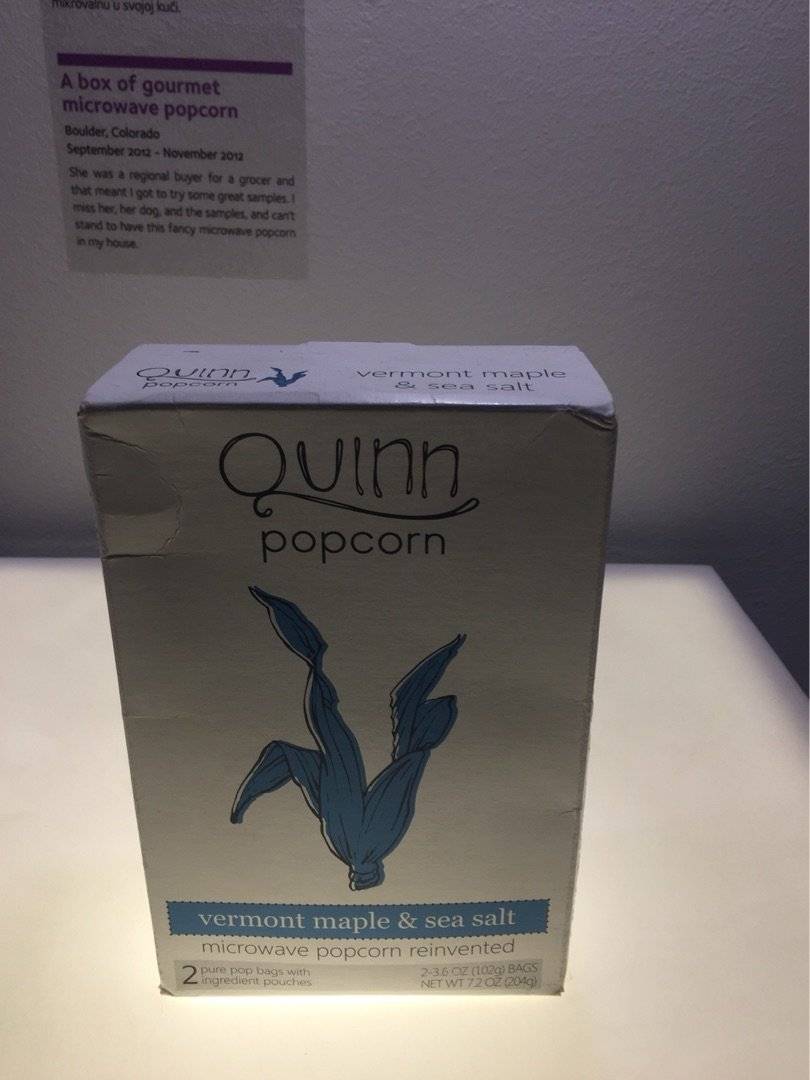 mikrovalnu u svojoj kući.
A box of gourmet
microwave popcorn
Boulder, Colorado
September 2012 - November 2012
She was a regional buyer for a grocer and
that meant I got to try some great samples. I
miss her, her dog, and the samples, and can't
stand to have this fancy microwave popcorn
in my house.
Quinn
popcorn
vermont maple
& sea salt
Quinn
popcorn
vermont maple & sea salt
microwave popcorn reinvented
2 pure pop bags with
ingredient pouches
2-3.6 OZ (102g) BAGS
NET WT 7.2 OZ (204g)